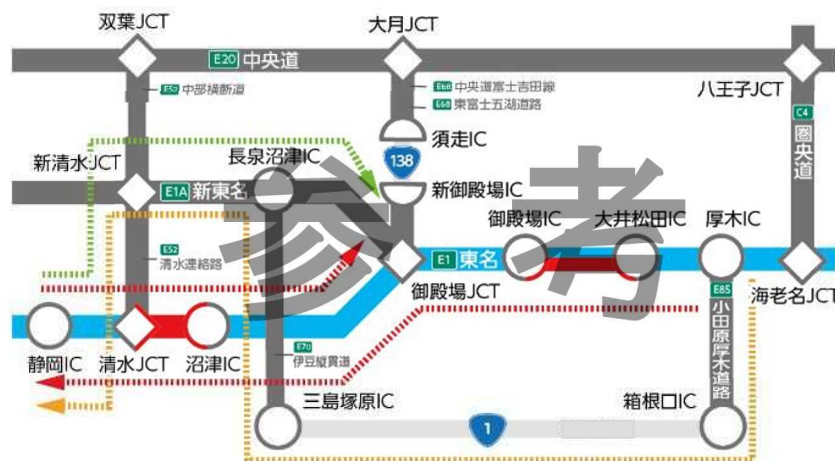 双葉JCT
大月JCT
E20 中央道
E52 中部横断道
E68 中央道富士吉田線
E68 東富士五湖道路
八王子JCT
C4
圏央道
須走IC
138
新清水JCT
長泉沼津IC
E1A 新東名
新御殿場IC
御殿場IC
大井松田IC
厚木IC
参考
E52
清水連絡路
E1 東名
御殿場JCT
海老名JCT
E85
小田原厚木道路
静岡IC
清水JCT
沼津IC
E70
伊豆縦貫道
三島塚原IC
箱根口IC
1